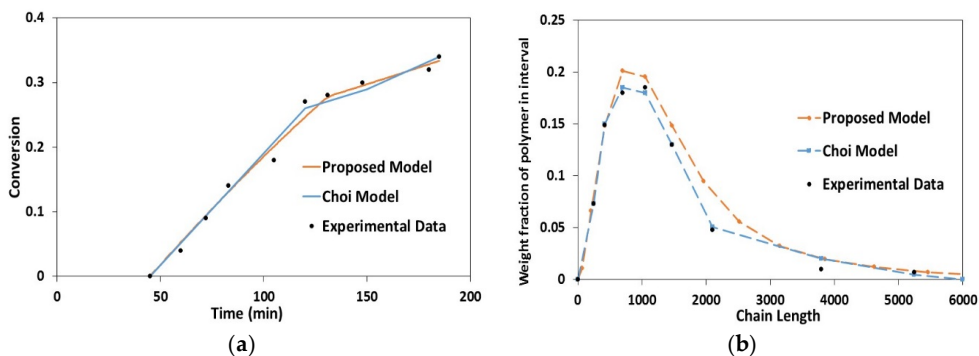 0.4
0.3
0.2
0.1
0
0 50 100 150 200
Conversion
Time (min)
Proposed Model
Choi Model
Experimental Data
(a)
0.25
0.2
0.15
0.1
0.05
0
0 1000 2000 3000 4000 5000 6000
Weight fraction of polymer in interval
Chain Length
Proposed Model
Choi Model
Experimental Data
(b)